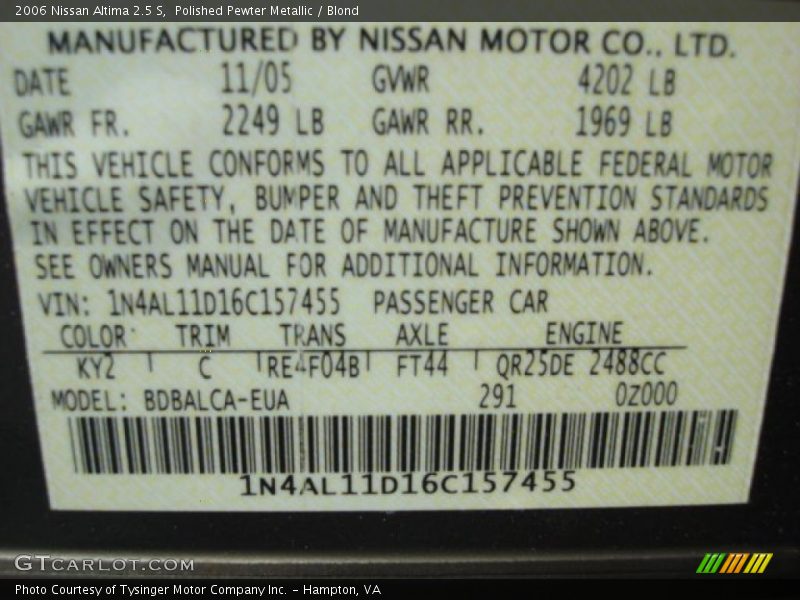 2006 Nissan Altima 2.5 S,  Polished Pewter Metallic / Blond
MANUFACTURED BY NISSAN MOTOR CO., LTD.
DATE 11/05 GVWR 4202 LB
GAWR FR. 2249 LB GAWR RR. 1969 LB
THIS VEHICLE CONFORMS TO ALL APPLICABLE FEDERAL MOTOR
VEHICLE SAFETY, BUMPER AND THEFT PREVENTION STANDARDS
IN EFFECT ON THE DATE OF MANUFACTURE SHOWN ABOVE.
SEE OWNERS MANUAL FOR ADDITIONAL INFORMATION.
VIN: 1N4AL11D16C157455 PASSENGER CAR
COLOR TRIM TRANS AXLE ENGINE
KY2 C RE4F04B FT44 QR25DE 2488CC
MODEL: BDBALCA-EUA 291 0Z000
1N4AL11D16C157455
GTCARLOT.COM
Photo Courtesy of Tysinger Motor Company Inc. - Hampton, VA